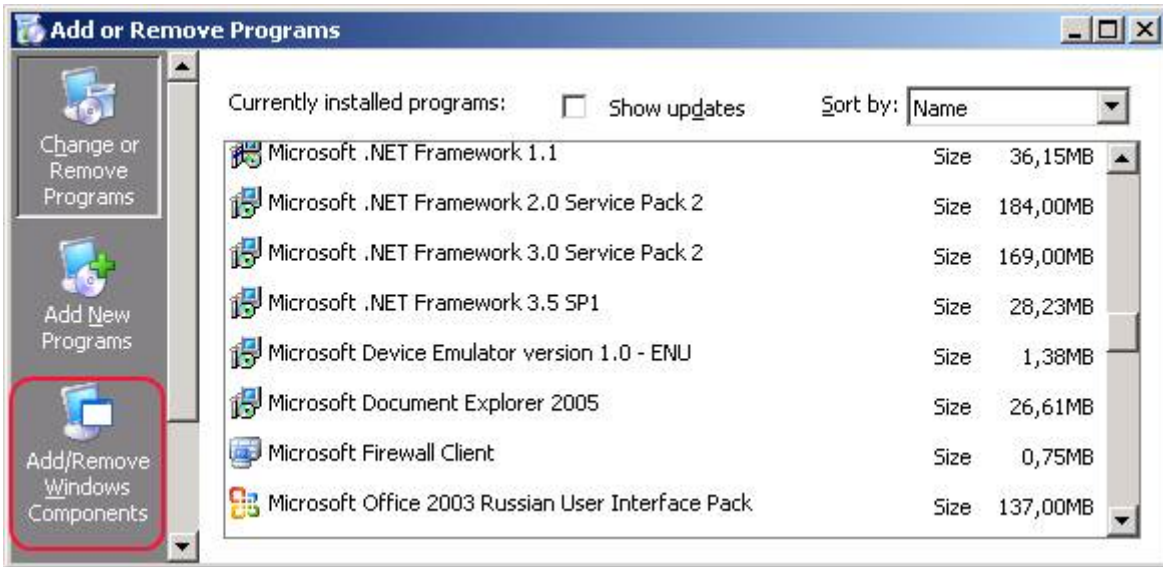 Add or Remove Programs
Change or
Remove
Programs
Add New
Programs
Add/Remove
Windows
Components
Currently installed programs: Show updates Sort by: Name
Microsoft .NET Framework 1.1 Size 36,15MB
Microsoft .NET Framework 2.0 Service Pack 2 Size 184,00MB
Microsoft .NET Framework 3.0 Service Pack 2 Size 169,00MB
Microsoft .NET Framework 3.5 SP1 Size 28,23MB
Microsoft Device Emulator version 1.0 - ENU Size 1,38MB
Microsoft Document Explorer 2005 Size 26,61MB
Microsoft Firewall Client Size 0,75MB
Microsoft Office 2003 Russian User Interface Pack Size 137,00MB